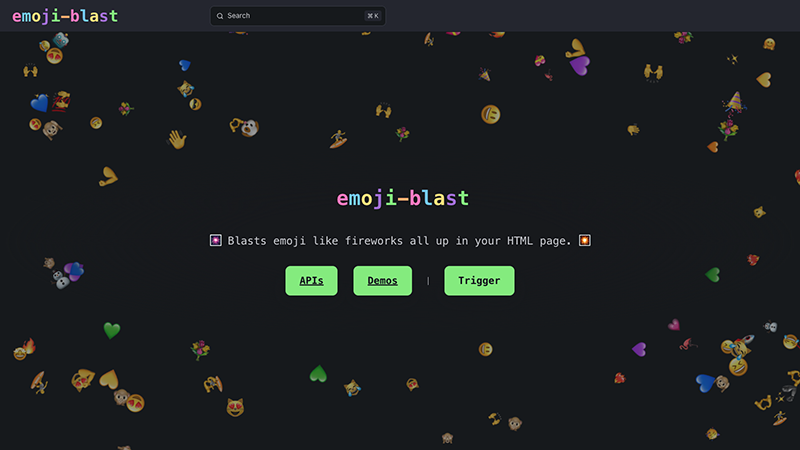 emoji-blast
Search
⌘ K
emoji-blast
Blasts emoji like fireworks all up in your HTML page.
APIs
Demos
|
Trigger